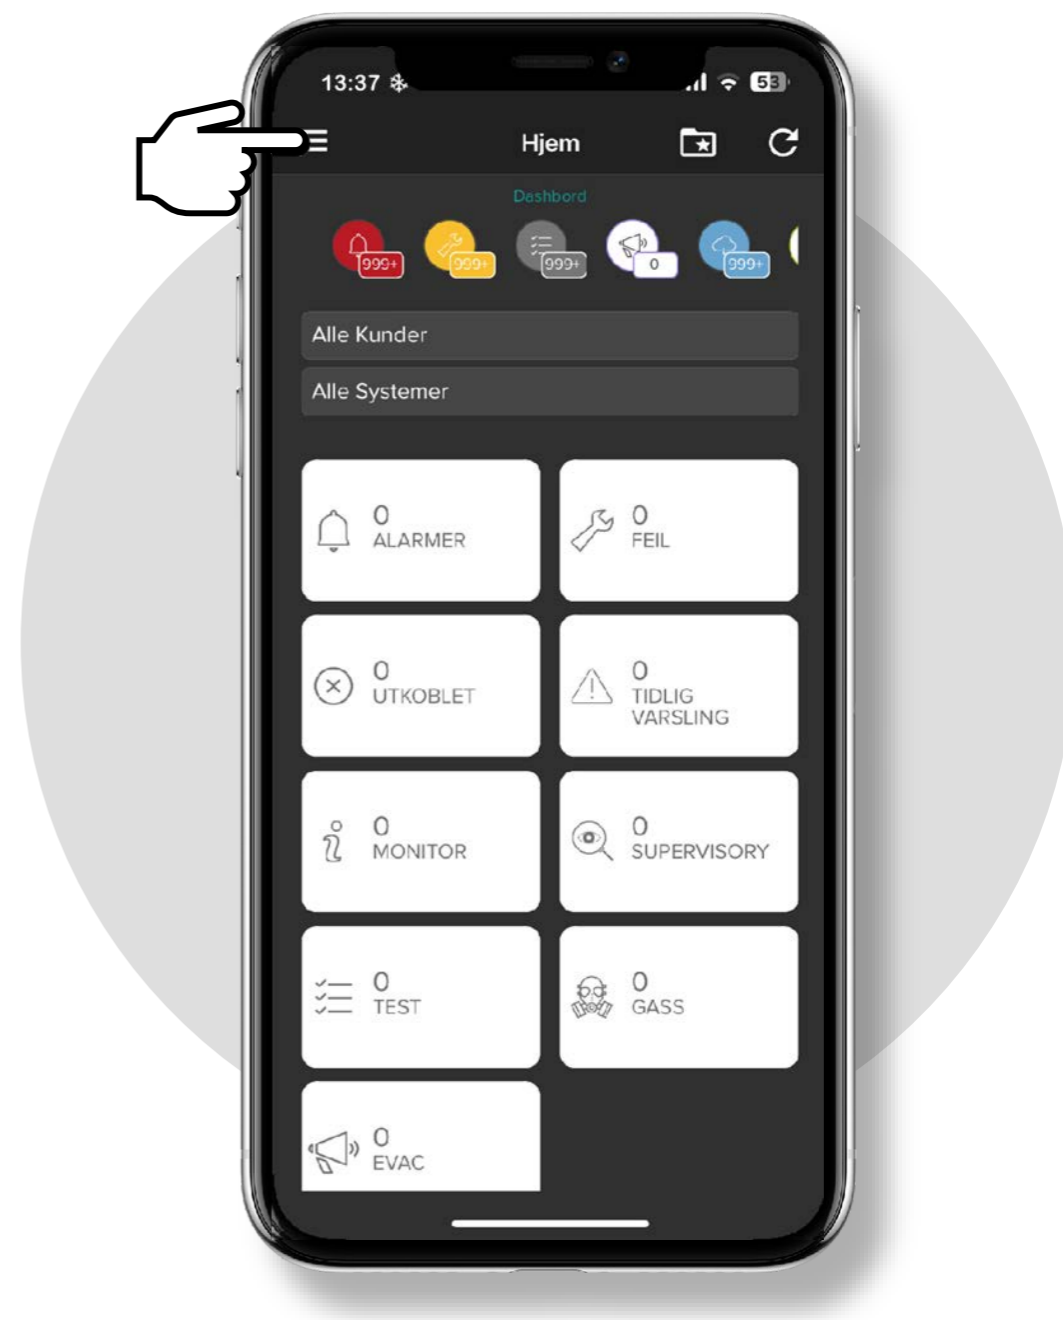 13:37
53
Hjem
Dashbord
999+
999+
999+
0
999+
Alle Kunder
Alle Systemer
0
ALARMER
0
FEIL
0
UTKOBLET
0
TIDLIG
VARSLING
0
MONITOR
0
SUPERVISORY
0
TEST
0
GASS
0
EVAC